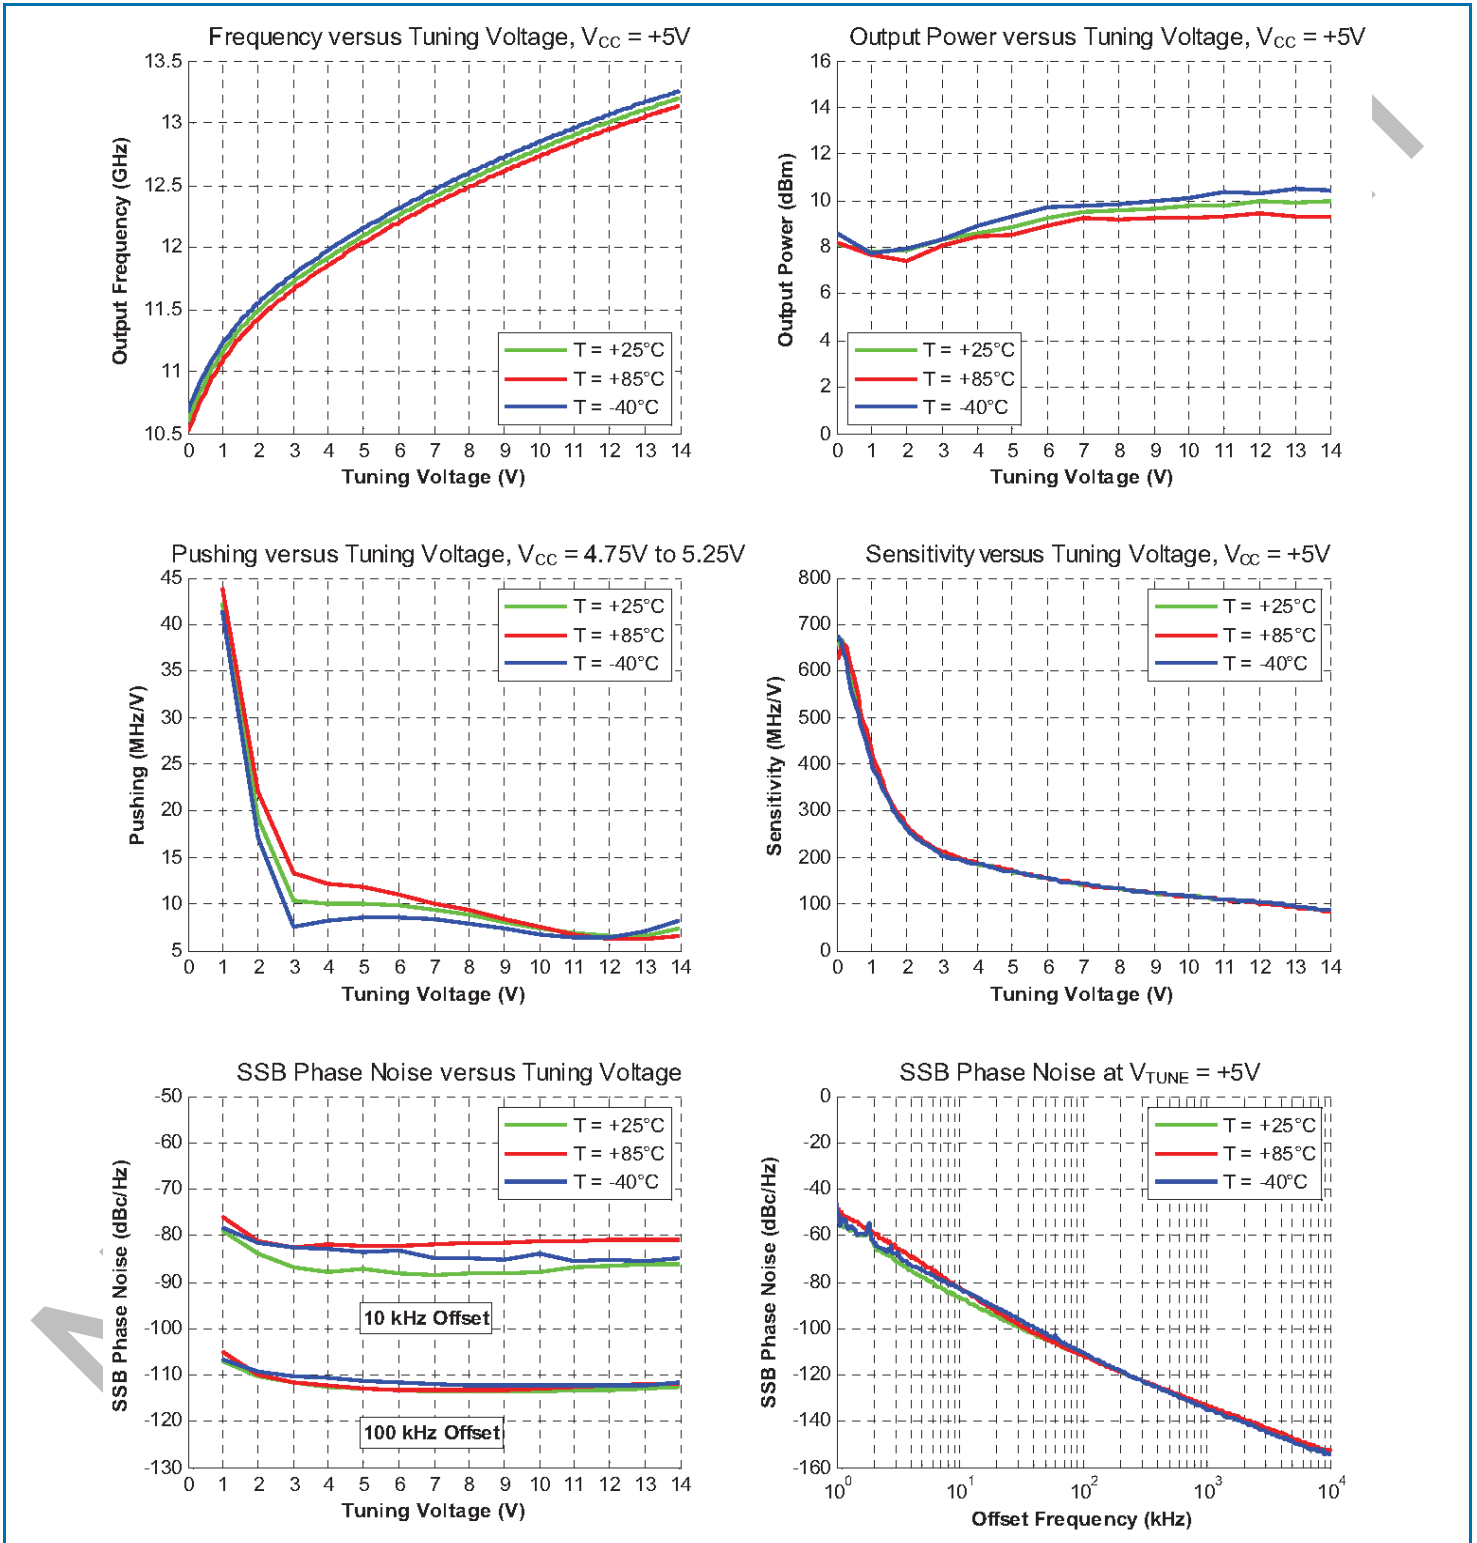 Frequency versus Tuning Voltage, VCC = +5V
13.5
13
12.5
12
11.5
11
10.5
Output Frequency (GHz)
T = +25°C
T = +85°C
T = -40°C
0 1 2 3 4 5 6 7 8 9 10 11 12 13 14
Tuning Voltage (V)
Output Power versus Tuning Voltage, VCC = +5V
16
14
12
10
8
6
4
2
0
Output Power (dBm)
T = +25°C
T = +85°C
T = -40°C
0 1 2 3 4 5 6 7 8 9 10 11 12 13 14
Tuning Voltage (V)
Pushing versus Tuning Voltage, VCC = 4.75V to 5.25V
45
40
35
30
25
20
15
10
5
Pushing (MHz/V)
T = +25°C
T = +85°C
T = -40°C
0 1 2 3 4 5 6 7 8 9 10 11 12 13 14
Tuning Voltage (V)
Sensitivity versus Tuning Voltage, VCC = +5V
800
700
600
500
400
300
200
100
0
Sensitivity (MHz/V)
T = +25°C
T = +85°C
T = -40°C
0 1 2 3 4 5 6 7 8 9 10 11 12 13 14
Tuning Voltage (V)
SSB Phase Noise versus Tuning Voltage
-50
-60
-70
-80
-90
-100
-110
-120
-130
SSB Phase Noise (dBc/Hz)
T = +25°C
T = +85°C
T = -40°C
10 kHz Offset
100 kHz Offset
0 1 2 3 4 5 6 7 8 9 10 11 12 13 14
Tuning Voltage (V)
SSB Phase Noise at VTUNE = +5V
0
-20
-40
-60
-80
-100
-120
-140
-160
SSB Phase Noise (dBc/Hz)
T = +25°C
T = +85°C
T = -40°C
10^0 10^1 10^2 10^3 10^4
Offset Frequency (kHz)